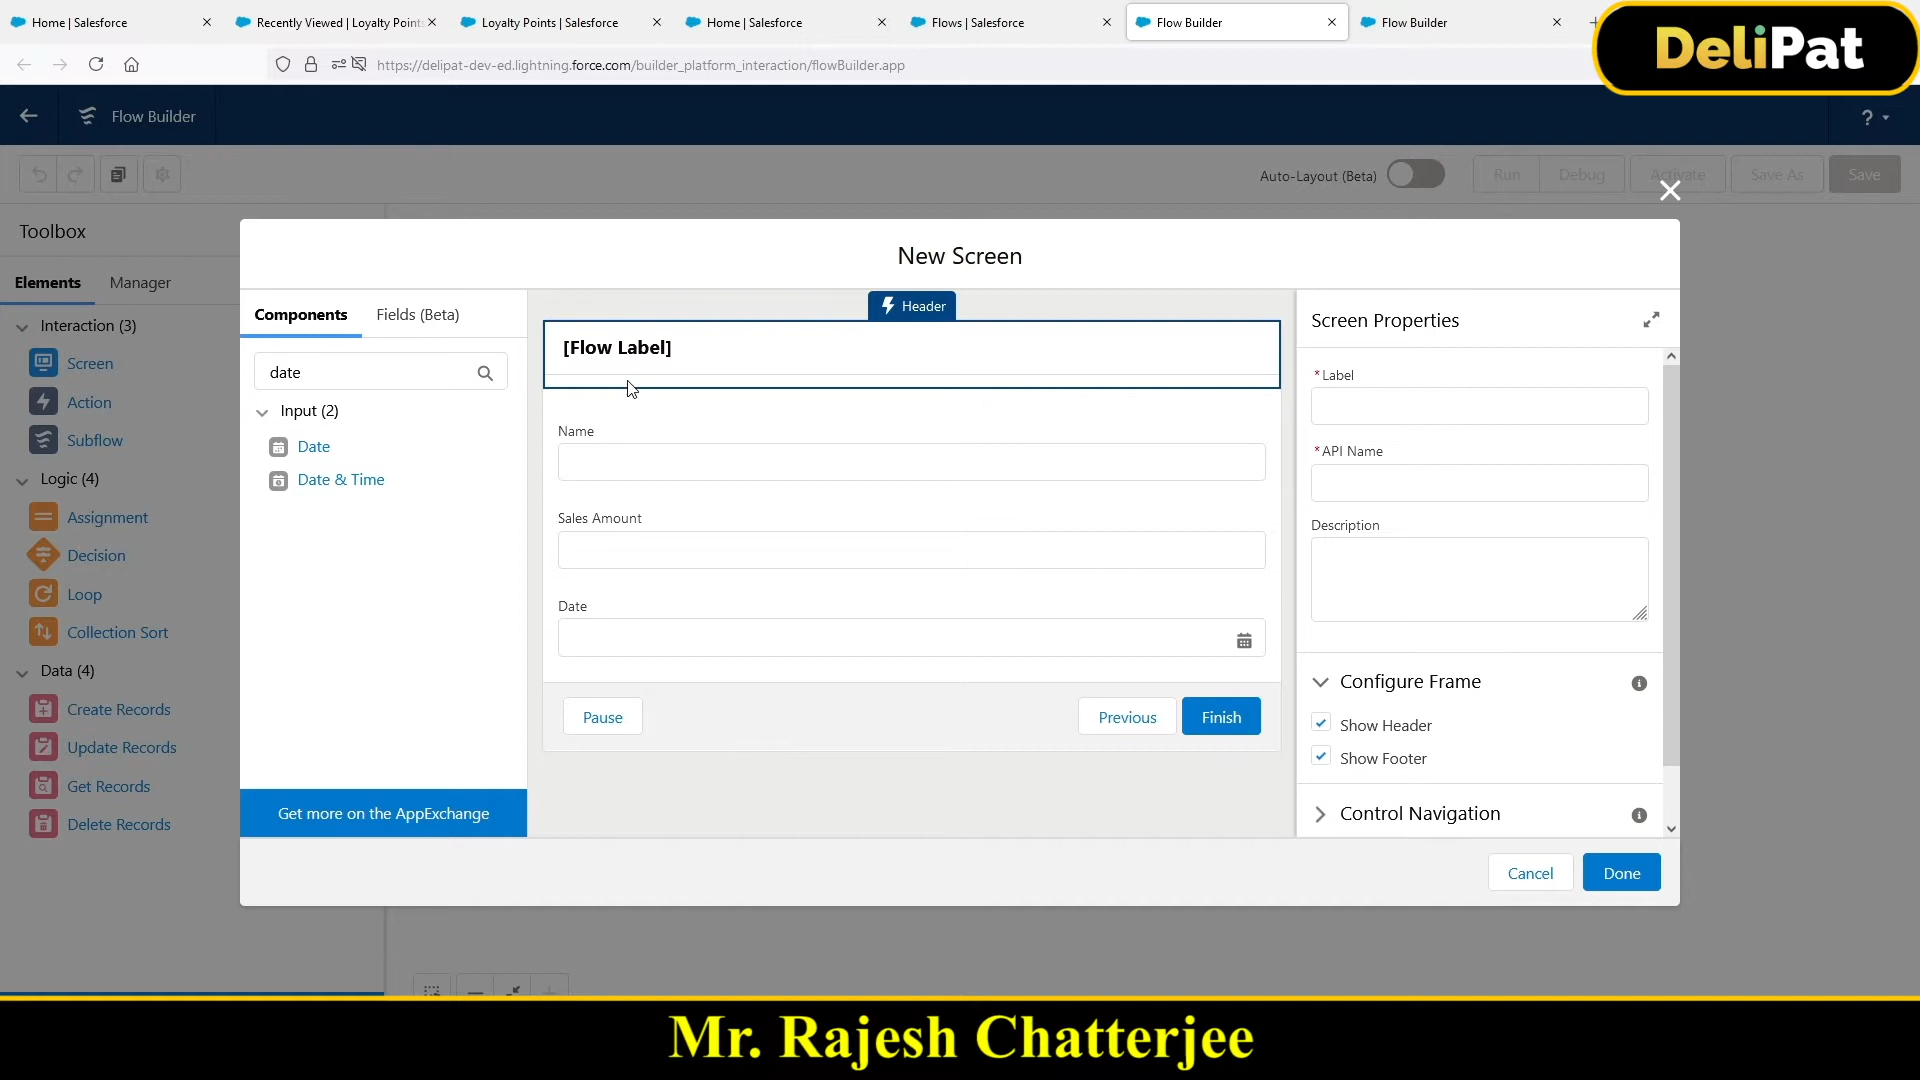 Home | Salesforce
Recently Viewed | Loyalty Points
Loyalty Points | Salesforce
Home | Salesforce
Flows | Salesforce
Flow Builder
Flow Builder
DeliPat
https://delipat-dev-ed.lightning.force.com/builder_platform_interaction/flowBuilder.app
Flow Builder
?
Auto-Layout (Beta)
Run
Debug
Activate
Save As
Save
Toolbox
Elements
Manager
Interaction (3)
Screen
Action
Subflow
Logic (4)
Assignment
Decision
Loop
Collection Sort
Data (4)
Create Records
Update Records
Get Records
Delete Records
New Screen
Components
Fields (Beta)
date
Input (2)
Date
Date & Time
Get more on the AppExchange
Header
[Flow Label]
Name
Sales Amount
Date
Pause
Previous
Finish
Screen Properties
*Label
*API Name
Description
Configure Frame
Show Header
Show Footer
Control Navigation
Cancel
Done
Mr. Rajesh Chatterjee